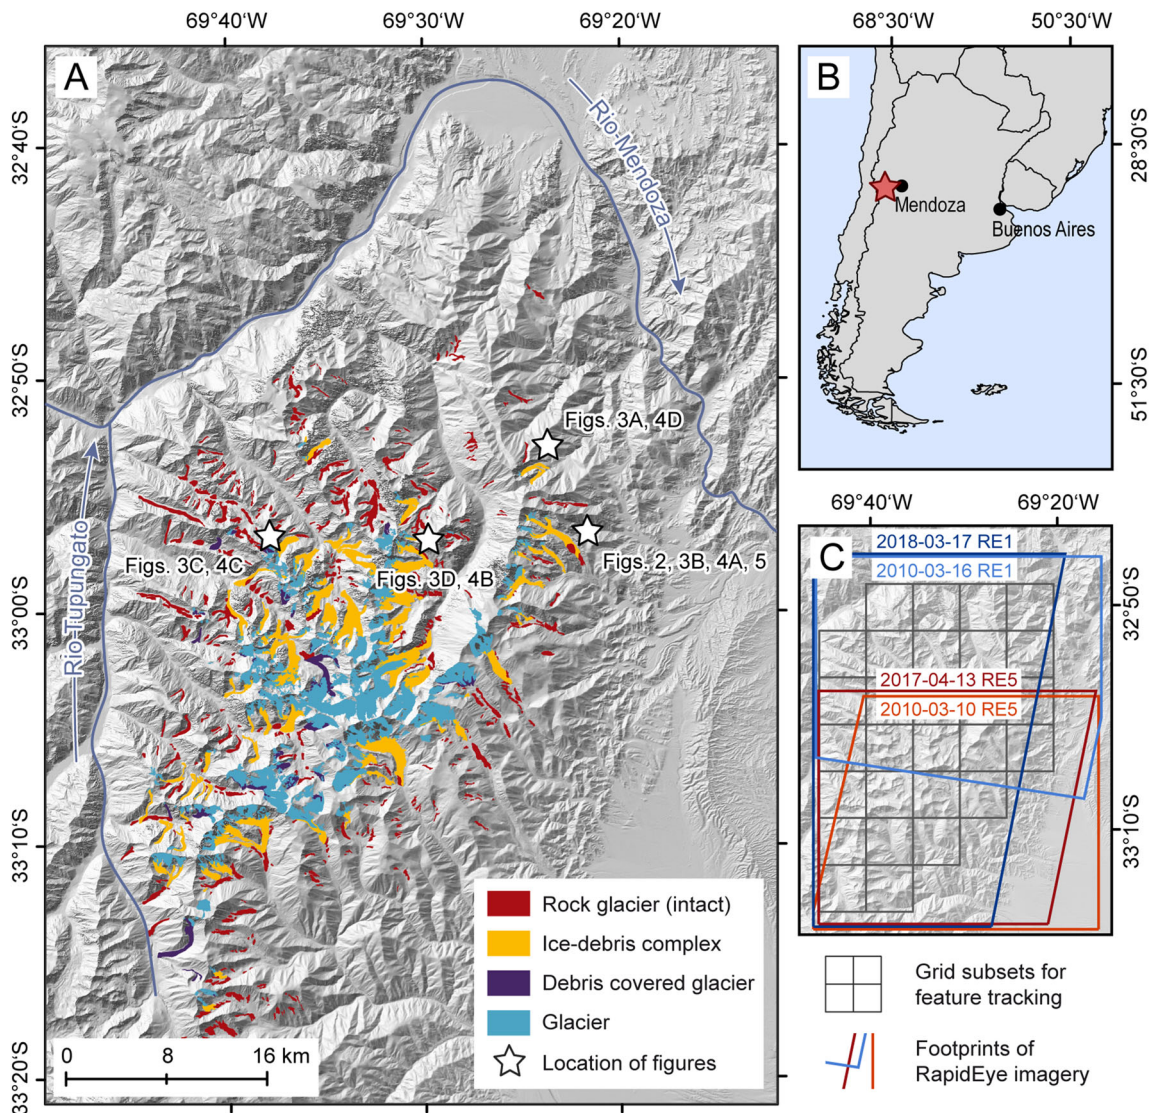 69°40'W
69°30'W
69°20'W
68°30'W
50°30'W
A
B
32°40'S
32°50'S
33°00'S
33°10'S
33°20'S
Rio-Mendoza
Rio-Tupungato
Figs. 3A, 4D
Figs. 3C, 4C
Figs. 3D, 4B
Figs. 2, 3B, 4A, 5
Rock glacier (intact)
Ice-debris complex
Debris covered glacier
Glacier
Location of figures
0
8
16 km
Mendoza
Buenos Aires
28°30'S
51°30'S
69°40'W
69°20'W
C
2018-03-17 RE1
2010-03-16 RE1
2017-04-13 RE5
2010-03-10 RE5
32°50'S
33°10'S
Grid subsets for
feature tracking
Footprints of
RapidEye imagery